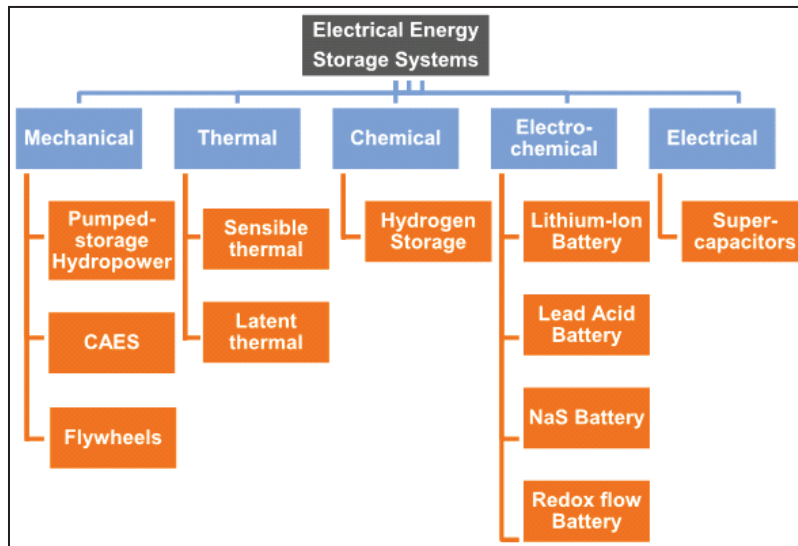 Electrical Energy
Storage Systems
Mechanical
Thermal
Chemical
Electro-
chemical
Electrical
Pumped-
storage
Hydropower
CAES
Flywheels
Sensible
thermal
Latent
thermal
Hydrogen
Storage
Lithium-Ion
Battery
Lead Acid
Battery
NaS Battery
Redox flow
Battery
Super-
capacitors